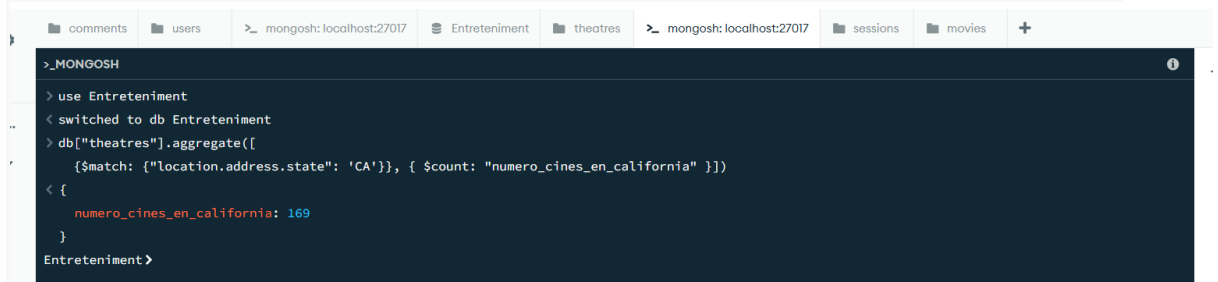 comments users >_ mongosh: localhost:27017 Entreteniment theatres >_ mongosh: localhost:27017 sessions movies +
>_MONGOSH
> use Entreteniment
< switched to db Entreteniment
> db["theatres"].aggregate([
{$match: {"location.address.state": 'CA'}}, { $count: "numero_cines_en_california" }])
< {
numero_cines_en_california: 169
}
Entreteniment>